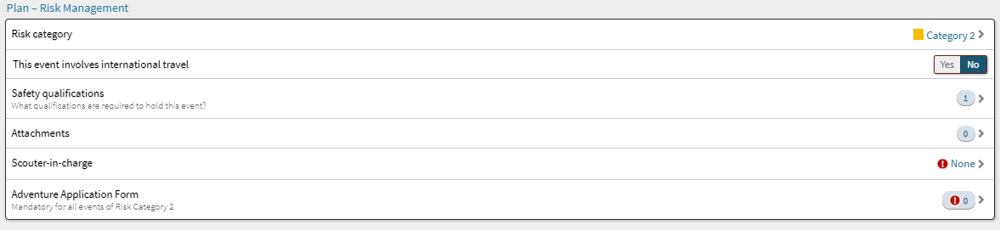 Plan – Risk Management
Risk category
Category 2
This event involves international travel
Yes No
Safety qualifications
What qualifications are required to hold this event?
1
Attachments
0
Scouter-in-charge
None
Adventure Application Form
Mandatory for all events of Risk Category 2
0